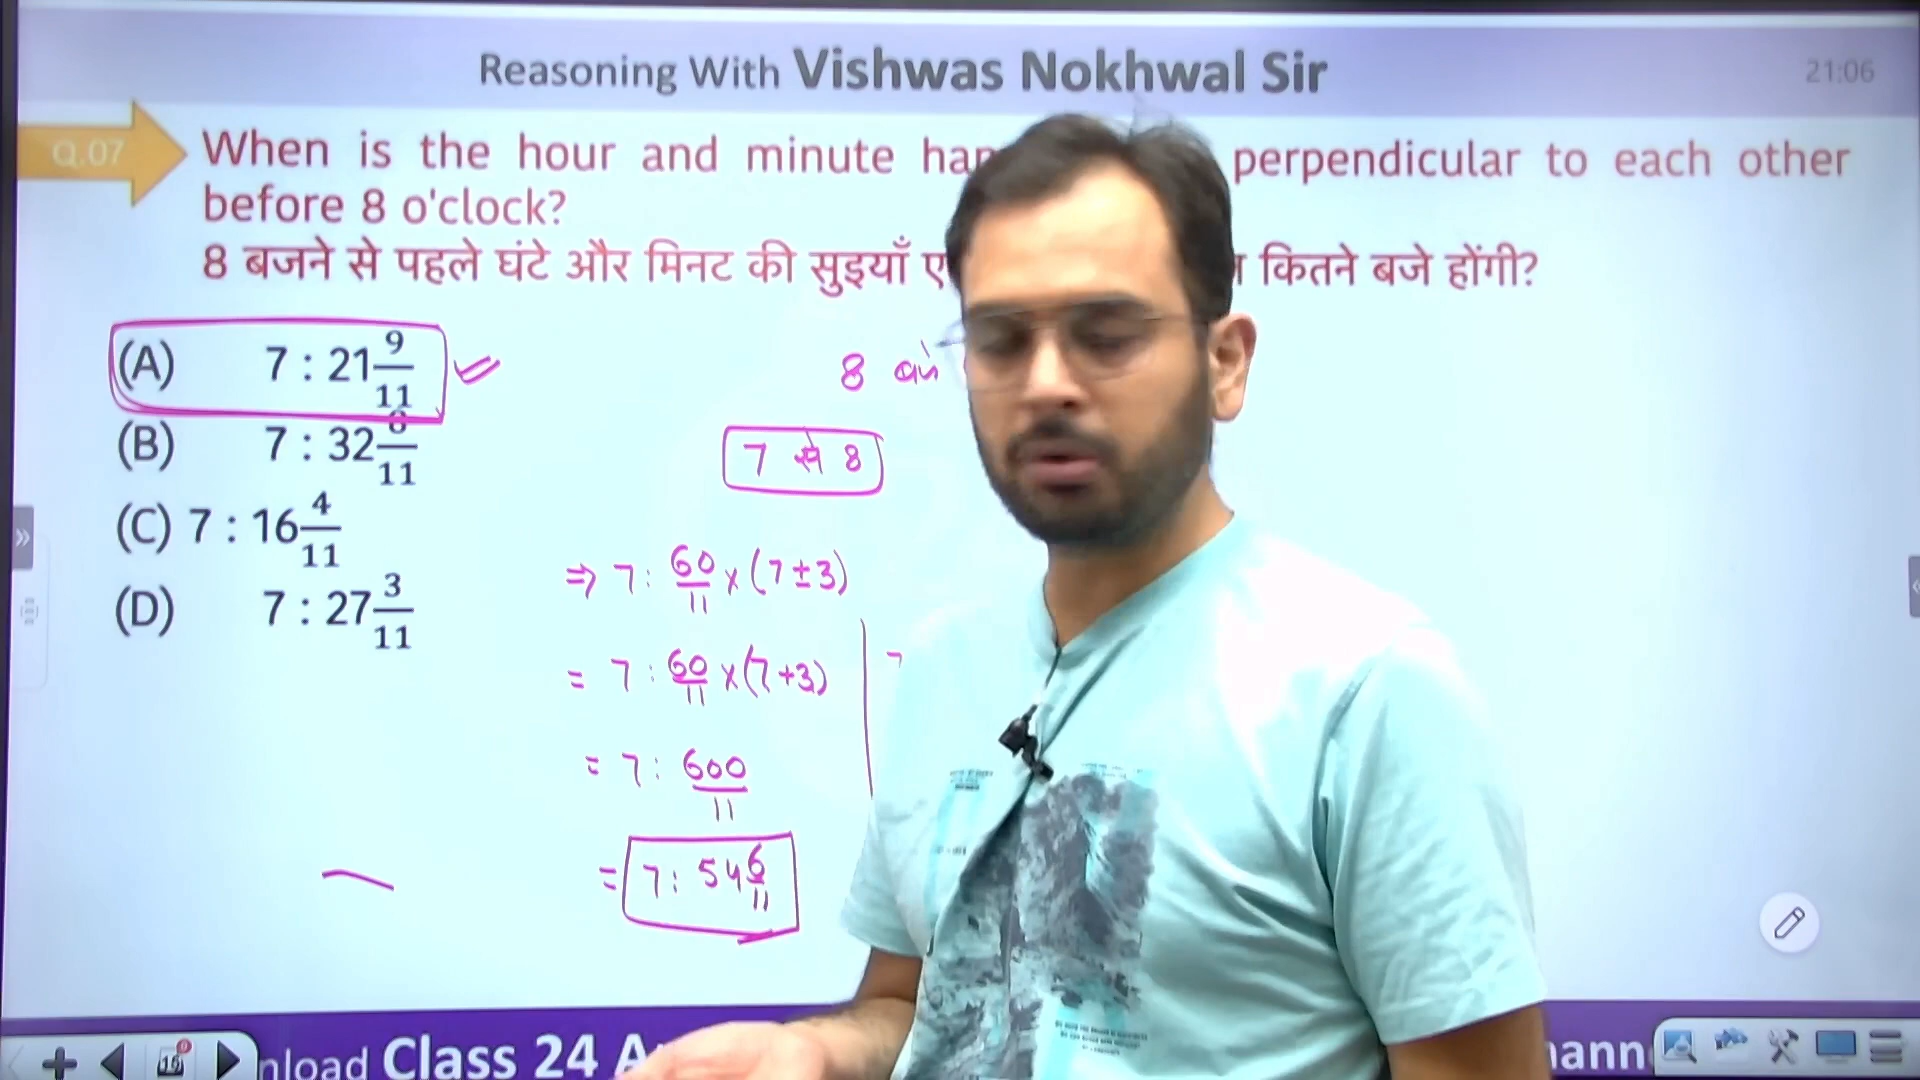 Reasoning With Vishwas Nokhwal Sir
21:06
Q.07
When is the hour and minute perpendicular to each other
before 8 o'clock?
8 बजने से पहले घंटे और मिनट की सुइयाँ कितने बजे होंगी?
(A) 7 : 21 9/11
(B) 7 : 32 /11
(C) 7 : 16 4/11
(D) 7 : 27 3/11
8
7 से 8
⇒ 7 : 60/11 × (7 ± 3)
= 7 : 60/11 × (7 + 3)
= 7 : 600/11
= 7 : 54 6/11
Class 24